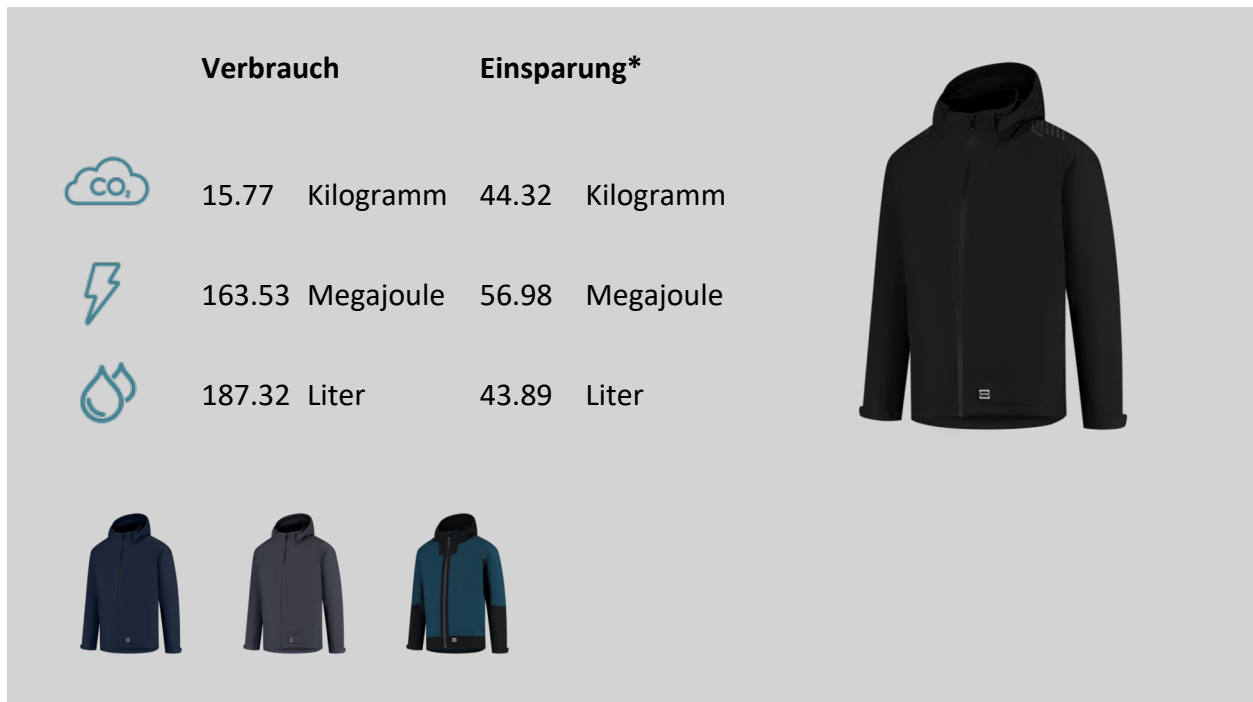 Verbrauch Einsparung*
CO₂
15.77 Kilogramm 44.32 Kilogramm
163.53 Megajoule 56.98 Megajoule
187.32 Liter 43.89 Liter